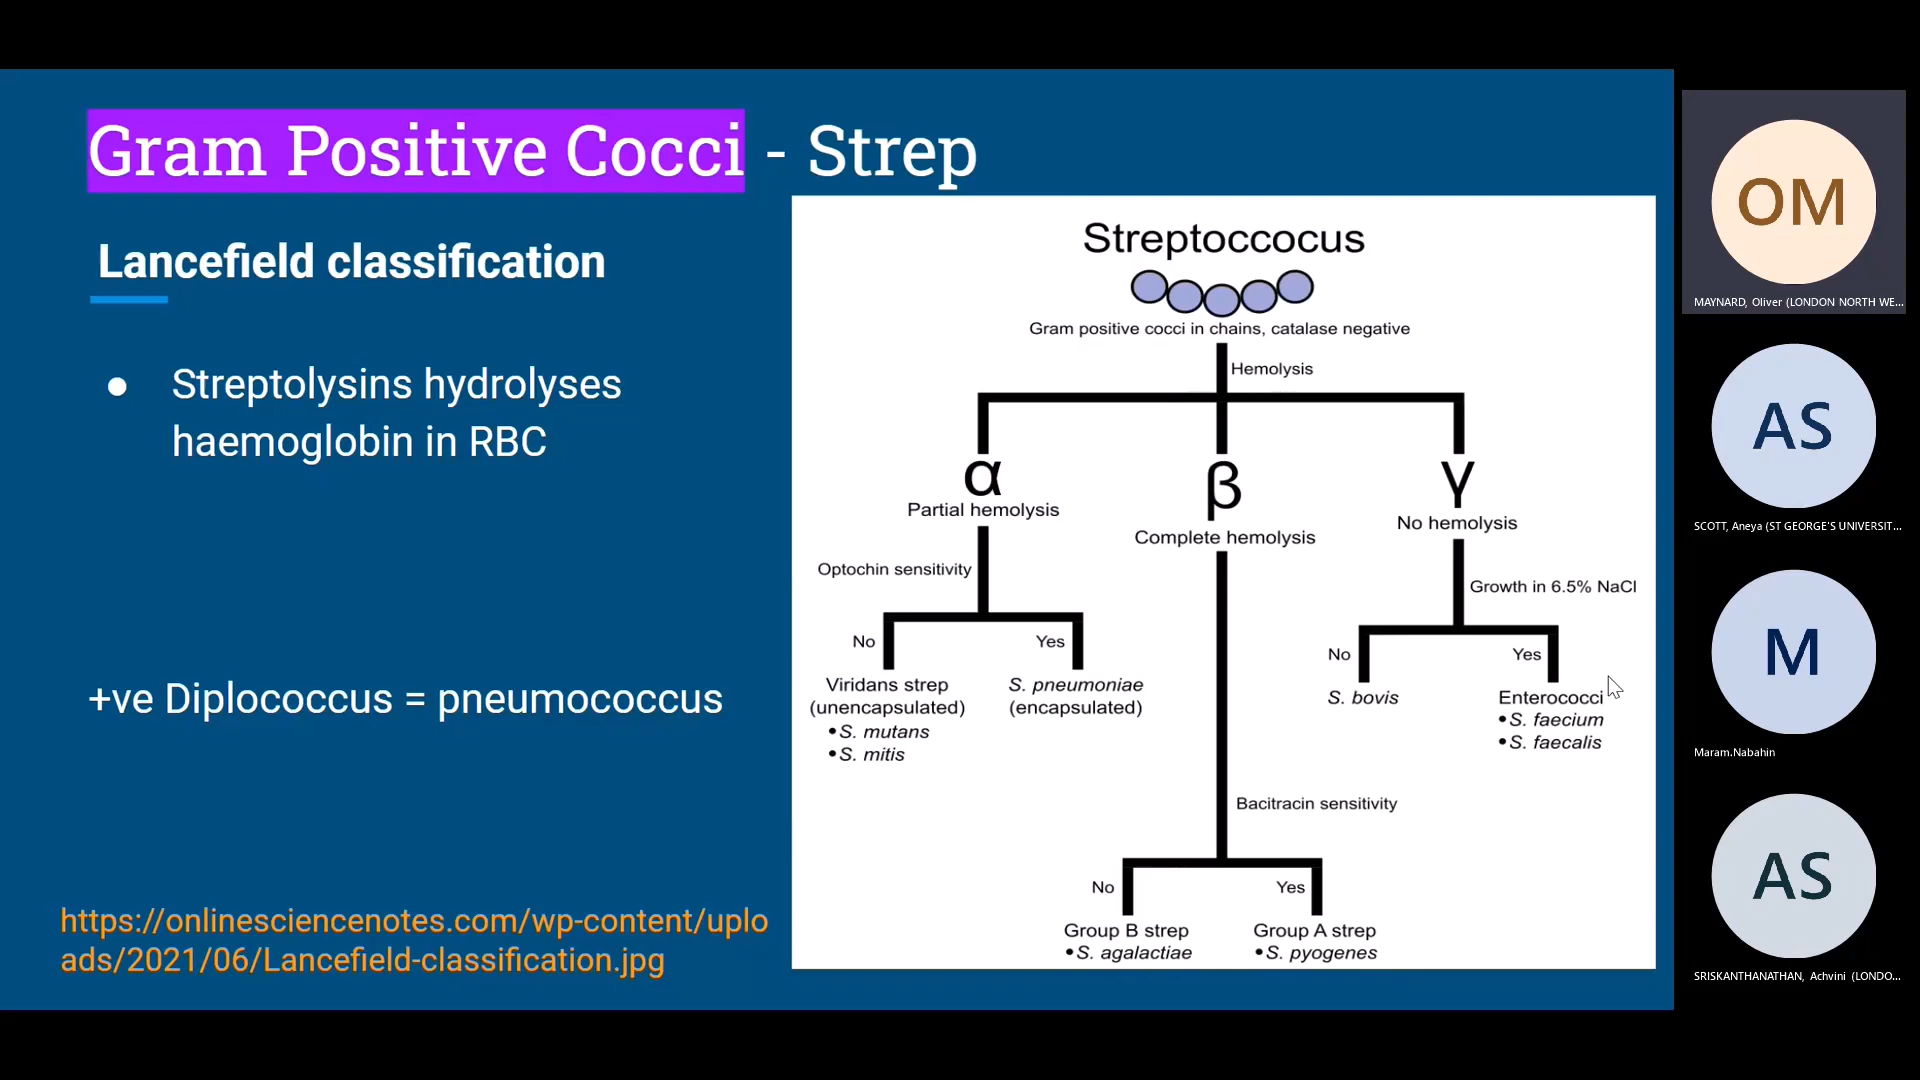 Gram Positive Cocci - Strep
Lancefield classification
● Streptolysins hydrolyses
haemoglobin in RBC
+ve Diplococcus = pneumococcus
https://onlinesciencenotes.com/wp-content/uplo
ads/2021/06/Lancefield-classification.jpg
Streptoccocus
Gram positive cocci in chains, catalase negative
Hemolysis
α
Partial hemolysis
Optochin sensitivity
No
Yes
Viridans strep
(unencapsulated)
•S. mutans
•S. mitis
S. pneumoniae
(encapsulated)
β
Complete hemolysis
Bacitracin sensitivity
No
Yes
Group B strep
•S. agalactiae
Group A strep
•S. pyogenes
γ
No hemolysis
Growth in 6.5% NaCl
No
Yes
S. bovis
Enterococci
•S. faecium
•S. faecalis
OM
MAYNARD, Oliver (LONDON NORTH WE...
AS
SCOTT, Aneya (ST GEORGE'S UNIVERSIT...
M
Maram.Nabahin
AS
SRISKANTHANATHAN, Achvini (LONDO...